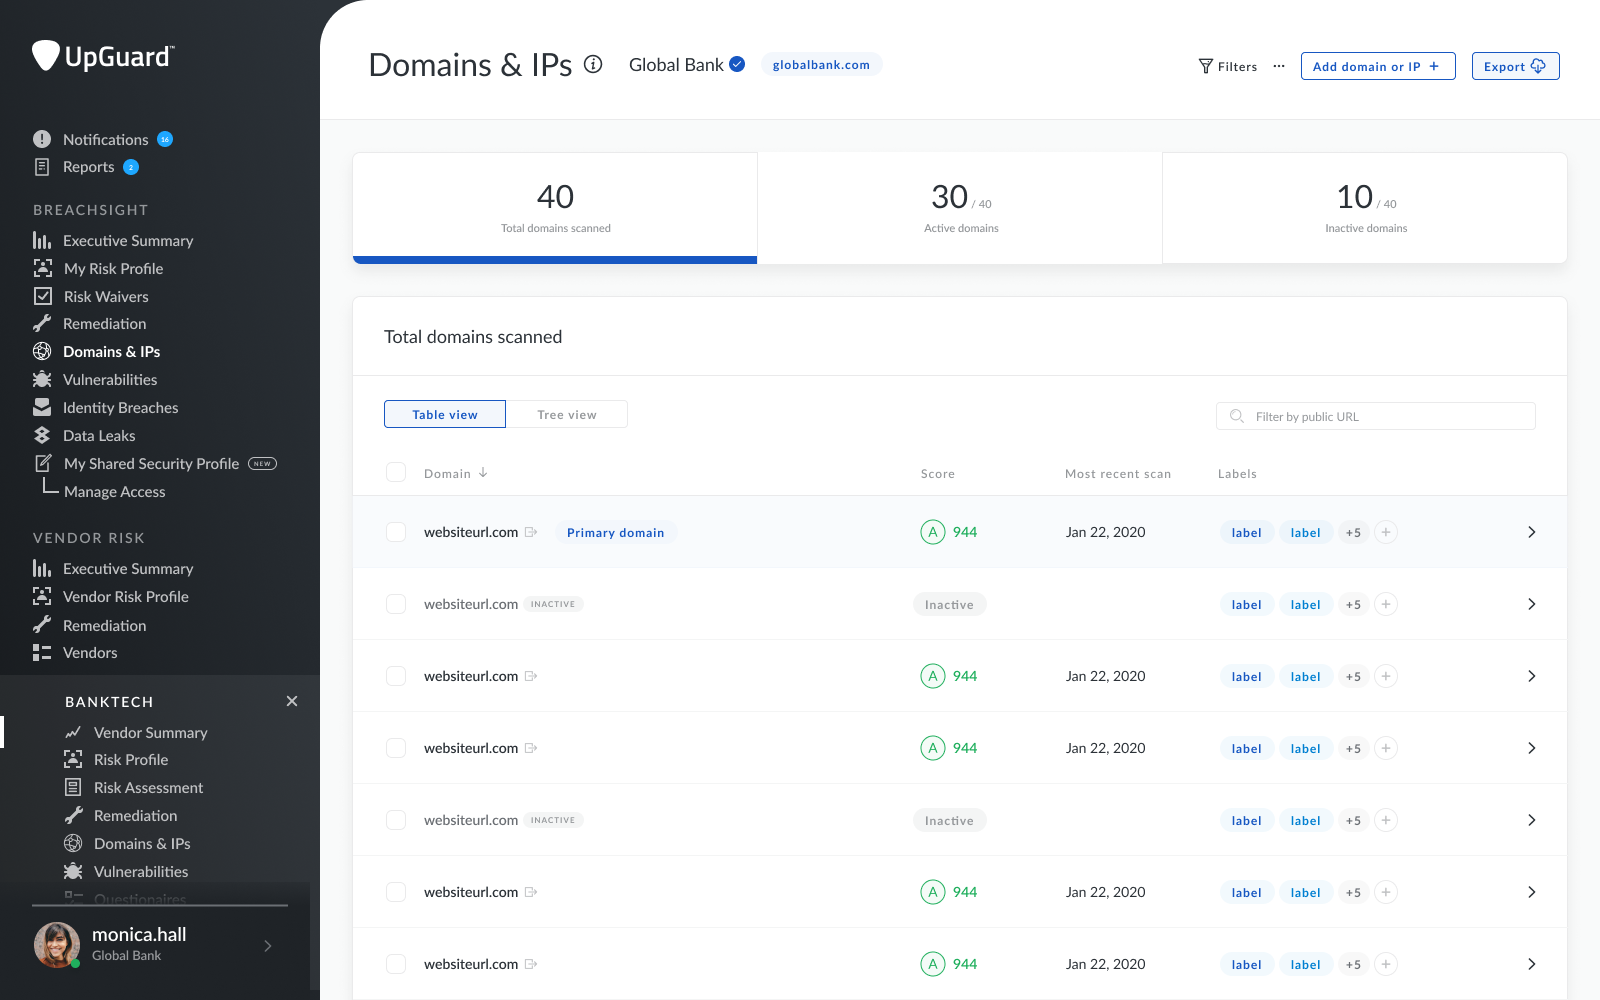 UpGuard™
Notifications 16
Reports 2
BREACHSIGHT
Executive Summary
My Risk Profile
Risk Waivers
Remediation
Domains & IPs
Vulnerabilities
Identity Breaches
Data Leaks
My Shared Security Profile NEW
Manage Access
VENDOR RISK
Executive Summary
Vendor Risk Profile
Remediation
Vendors
BANKTECH
Vendor Summary
Risk Profile
Risk Assessment
Remediation
Domains & IPs
Vulnerabilities
Questionaires
monica.hall
Global Bank
Domains & IPs Global Bank globalbank.com Filters ... Add domain or IP + Export
40
Total domains scanned
30 / 40
Active domains
10 / 40
Inactive domains
Total domains scanned
Table view Tree view Filter by public URL
Domain Score Most recent scan Labels
websiteurl.com Primary domain A 944 Jan 22, 2020 label label +5 +
websiteurl.com INACTIVE Inactive label label +5 +
websiteurl.com A 944 Jan 22, 2020 label label +5 +
websiteurl.com A 944 Jan 22, 2020 label label +5 +
websiteurl.com INACTIVE Inactive label label +5 +
websiteurl.com A 944 Jan 22, 2020 label label +5 +
websiteurl.com A 944 Jan 22, 2020 label label +5 +